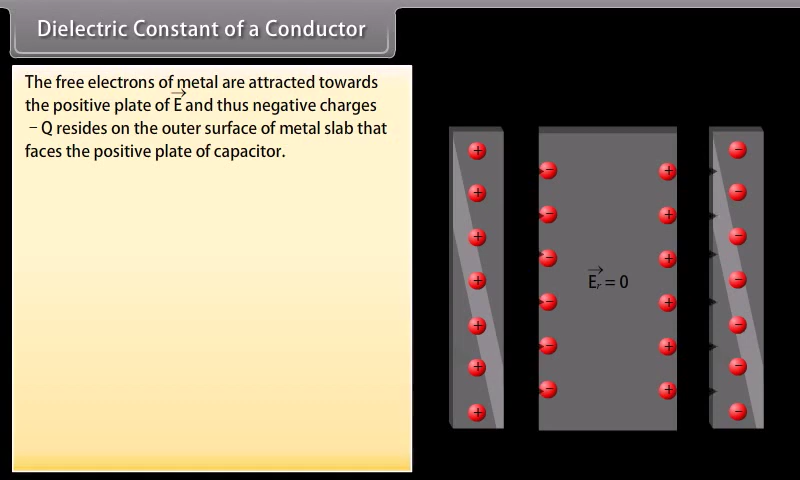 Dielectric Constant of a Conductor
The free electrons of metal are attracted towards
the positive plate of E⃗ and thus negative charges
– Q resides on the outer surface of metal slab that
faces the positive plate of capacitor.
+ − + + −
+ − + −
+ − + −
+ − + −
+ − + −
+ − + −
+ −
E⃗ᵣ = 0